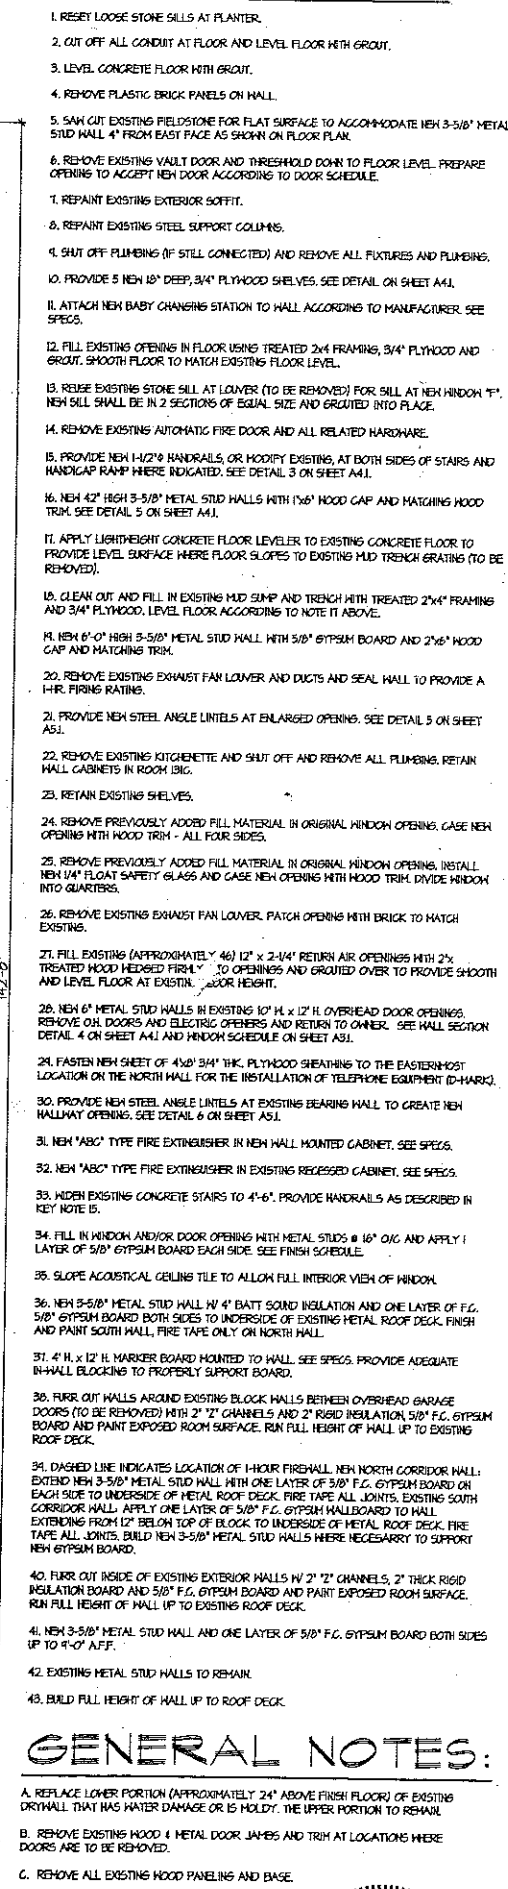 1. RESET LOOSE STONE SILLS AT PLANTER.
2. CUT OFF ALL CONDUIT AT FLOOR AND LEVEL FLOOR WITH GROUT.
3. LEVEL CONCRETE FLOOR WITH GROUT.
4. REMOVE PLASTIC BRICK PANELS ON WALL.
5. SAW CUT EXISTING FIELDSTONE FOR FLAT SURFACE TO ACCOMMODATE NEW 3-5/8" METAL
STUD WALL 4" FROM EAST FACE AS SHOWN ON FLOOR PLAN.
6. REMOVE EXISTING VAULT DOOR AND THRESHHOLD DOWN TO FLOOR LEVEL. PREPARE
OPENING TO ACCEPT NEW DOOR ACCORDING TO DOOR SCHEDULE.
7. REPAINT EXISTING EXTERIOR SOFFIT.
8. REPAINT EXISTING STEEL SUPPORT COLUMNS.
9. SHUT OFF PLUMBING (IF STILL CONNECTED) AND REMOVE ALL FIXTURES AND PLUMBING.
10. PROVIDE 5 NEW 18" DEEP, 3/4" PLYWOOD SHELVES. SEE DETAIL ON SHEET A4.1.
11. ATTACH NEW BABY CHANGING STATION TO WALL ACCORDING TO MANUFACTURER. SEE
SPECS.
12. FILL EXISTING OPENING IN FLOOR USING TREATED 2x4 FRAMING, 3/4" PLYWOOD AND
GROUT. SMOOTH FLOOR TO MATCH EXISTING FLOOR LEVEL.
13. REUSE EXISTING STONE SILL AT LOUVER (TO BE REMOVED) FOR SILL AT NEW WINDOW "F".
NEW SILL SHALL BE IN 2 SECTIONS OF EQUAL SIZE AND GROUTED INTO PLACE.
14. REMOVE EXISTING AUTOMATIC FIRE DOOR AND ALL RELATED HARDWARE.
15. PROVIDE NEW 1-1/2"ø HANDRAILS, OR MODIFY EXISTING, AT BOTH SIDES OF STAIRS AND
HANDICAP RAMP WHERE INDICATED. SEE DETAIL 3 ON SHEET A4.1.
16. NEW 42" HIGH 3-5/8" METAL STUD WALLS WITH 1"x6" WOOD CAP AND MATCHING WOOD
TRIM. SEE DETAIL 5 ON SHEET A4.1.
17. APPLY LIGHTWEIGHT CONCRETE FLOOR LEVELER TO EXISTING CONCRETE FLOOR TO
PROVIDE LEVEL SURFACE WHERE FLOOR SLOPES TO EXISTING MUD TRENCH GRATING (TO BE
REMOVED).
18. CLEAN OUT AND FILL IN EXISTING MUD SUMP AND TRENCH WITH TREATED 2"x4" FRAMING
AND 3/4" PLYWOOD. LEVEL FLOOR ACCORDING TO NOTE 17 ABOVE.
19. NEW 6'-0" HIGH 3-5/8" METAL STUD WALL WITH 5/8" GYPSUM BOARD AND 2"x6" WOOD
CAP AND MATCHING TRIM.
20. REMOVE EXISTING EXHAUST FAN LOUVER AND DUCTS AND SEAL WALL TO PROVIDE A
1-HR. FIRING RATING.
21. PROVIDE NEW STEEL ANGLE LINTELS AT ENLARGED OPENING. SEE DETAIL 5 ON SHEET
A5.1.
22. REMOVE EXISTING KITCHENETTE AND SHUT OFF AND REMOVE ALL PLUMBING. RETAIN
WALL CABINETS IN ROOM 131C.
23. RETAIN EXISTING SHELVES.
24. REMOVE PREVIOUSLY ADDED FILL MATERIAL IN ORIGINAL WINDOW OPENING. CASE NEW
OPENING WITH WOOD TRIM - ALL FOUR SIDES.
25. REMOVE PREVIOUSLY ADDED FILL MATERIAL IN ORIGINAL WINDOW OPENING, INSTALL
NEW 1/4" FLOAT SAFETY GLASS AND CASE NEW OPENING WITH WOOD TRIM. DIVIDE WINDOW
INTO QUARTERS.
26. REMOVE EXISTING EXHAUST FAN LOUVER. PATCH OPENING WITH BRICK TO MATCH
EXISTING.
27. FILL EXISTING (APPROXIMATELY 46) 12" x 2-1/4" RETURN AIR OPENINGS WITH 2"x
TREATED WOOD WEDGED FIRMLY TO OPENINGS AND GROUTED OVER TO PROVIDE SMOOTH
AND LEVEL FLOOR AT EXISTIN OOR HEIGHT.
142'-0"
28. NEW 6" METAL STUD WALLS IN EXISTING 10' W. x 12' H. OVERHEAD DOOR OPENINGS.
REMOVE O.H. DOORS AND ELECTRIC OPENERS AND RETURN TO OWNER. SEE WALL SECTION
DETAIL 4 ON SHEET A4.1 AND WINDOW SCHEDULE ON SHEET A3.1.
29. FASTEN NEW SHEET OF 4'x8' 3/4" THK. PLYWOOD SHEATHING TO THE EASTERNMOST
LOCATION ON THE NORTH WALL FOR THE INSTALLATION OF TELEPHONE EQUIPMENT (D-MARK).
30. PROVIDE NEW STEEL ANGLE LINTELS AT EXISTING BEARING WALL TO CREATE NEW
HALLWAY OPENING. SEE DETAIL 6 ON SHEET A5.1.
31. NEW "ABC" TYPE FIRE EXTINGUISHER IN NEW WALL MOUNTED CABINET. SEE SPECS.
32. NEW "ABC" TYPE FIRE EXTINGUISHER IN EXISTING RECESSED CABINET. SEE SPECS.
33. WIDEN EXISTING CONCRETE STAIRS TO 4'-6". PROVIDE HANDRAILS AS DESCRIBED IN
KEY NOTE 15.
34. FILL IN WINDOW AND/OR DOOR OPENING WITH METAL STUDS @ 16" O/C AND APPLY 1
LAYER OF 5/8" GYPSUM BOARD EACH SIDE. SEE FINISH SCHEDULE.
35. SLOPE ACOUSTICAL CEILING TILE TO ALLOW FULL INTERIOR VIEW OF WINDOW.
36. NEW 3-5/8" METAL STUD WALL W/ 4" BATT SOUND INSULATION AND ONE LAYER OF F.C.
5/8" GYPSUM BOARD BOTH SIDES TO UNDERSIDE OF EXISTING METAL ROOF DECK. FINISH
AND PAINT SOUTH WALL, FIRE TAPE ONLY ON NORTH WALL.
37. 4' H. x 12' H. MARKER BOARD MOUNTED TO WALL. SEE SPECS. PROVIDE ADEQUATE
IN-WALL BLOCKING TO PROPERLY SUPPORT BOARD.
38. FURR OUT WALLS AROUND EXISTING BLOCK WALLS BETWEEN OVERHEAD GARAGE
DOORS (TO BE REMOVED) WITH 2" "Z" CHANNELS AND 2" RIGID INSULATION, 5/8" F.C. GYPSUM
BOARD AND PAINT EXPOSED ROOM SURFACE. RUN FULL HEIGHT OF WALL UP TO EXISTING
ROOF DECK.
39. DASHED LINE INDICATES LOCATION OF 1-HOUR FIREWALL. NEW NORTH CORRIDOR WALL:
EXTEND NEW 3-5/8" METAL STUD WALL WITH ONE LAYER OF 5/8" F.C. GYPSUM BOARD ON
EACH SIDE TO UNDERSIDE OF METAL ROOF DECK. FIRE TAPE ALL JOINTS. EXISTING SOUTH
CORRIDOR WALL: APPLY ONE LAYER OF 5/8" F.C. GYPSUM WALLBOARD TO WALL
EXTENDING FROM 12" BELOW TOP OF BLOCK TO UNDERSIDE OF METAL ROOF DECK. FIRE
TAPE ALL JOINTS. BUILD NEW 3-5/8" METAL STUD WALLS WHERE NECESARRY TO SUPPORT
NEW GYPSUM BOARD.
40. FURR OUT INSIDE OF EXISTING EXTERIOR WALLS W/ 2" "Z" CHANNELS, 2" THICK RIGID
INSULATION BOARD AND 5/8" F.C. GYPSUM BOARD AND PAINT EXPOSED ROOM SURFACE.
RUN FULL HEIGHT OF WALL UP TO EXISTING ROOF DECK.
41. NEW 3-5/8" METAL STUD WALL AND ONE LAYER OF 5/8" F.C. GYPSUM BOARD BOTH SIDES
UP TO 9'-0" A.F.F.
42. EXISTING METAL STUD WALLS TO REMAIN.
43. BUILD FULL HEIGHT OF WALL UP TO ROOF DECK.
GENERAL NOTES:
A. REPLACE LOWER PORTION (APPROXIMATELY 24" ABOVE FINISH FLOOR) OF EXISTING
DRYWALL THAT HAS WATER DAMAGE OR IS MOLDY. THE UPPER PORTION TO REMAIN.
B. REMOVE EXISTING WOOD & METAL DOOR JAMBS AND TRIM AT LOCATIONS WHERE
DOORS ARE TO BE REMOVED.
C. REMOVE ALL EXISTING WOOD PANELING AND BASE.